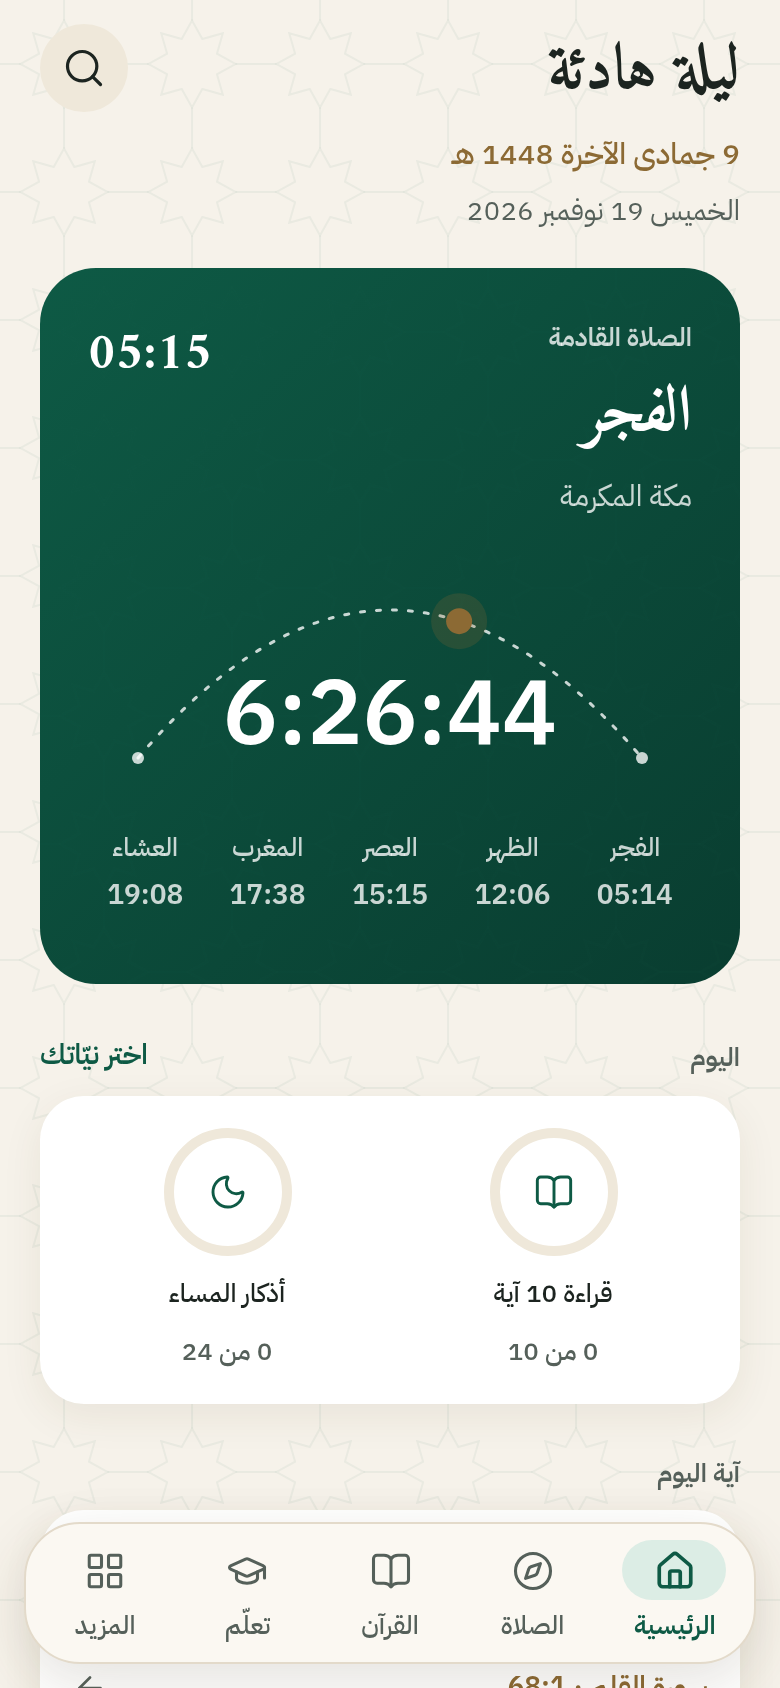 ليلة هادئة
9 جمادى الآخرة 1448 هـ
الخميس 19 نوفمبر 2026
الصلاة القادمة
05:15
الفجر
مكة المكرمة
6:26:44
الفجر الظهر العصر المغرب العشاء
05:14 12:06 15:15 17:38 19:08
اليوم اختر نيّاتك
قراءة 10 آية أذكار المساء
0 من 10 0 من 24
آية اليوم
الرئيسية الصلاة القرآن تعلّم المزيد
68:1